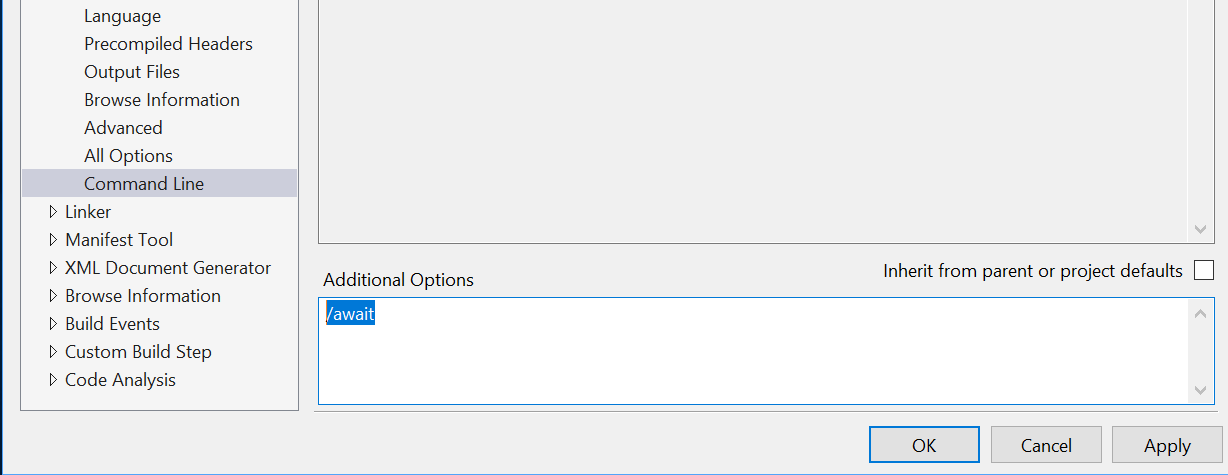 Language
Precompiled Headers
Output Files
Browse Information
Advanced
All Options
Command Line
Linker
Manifest Tool
XML Document Generator
Browse Information
Build Events
Custom Build Step
Code Analysis
Additional Options
Inherit from parent or project defaults
/await
OK
Cancel
Apply